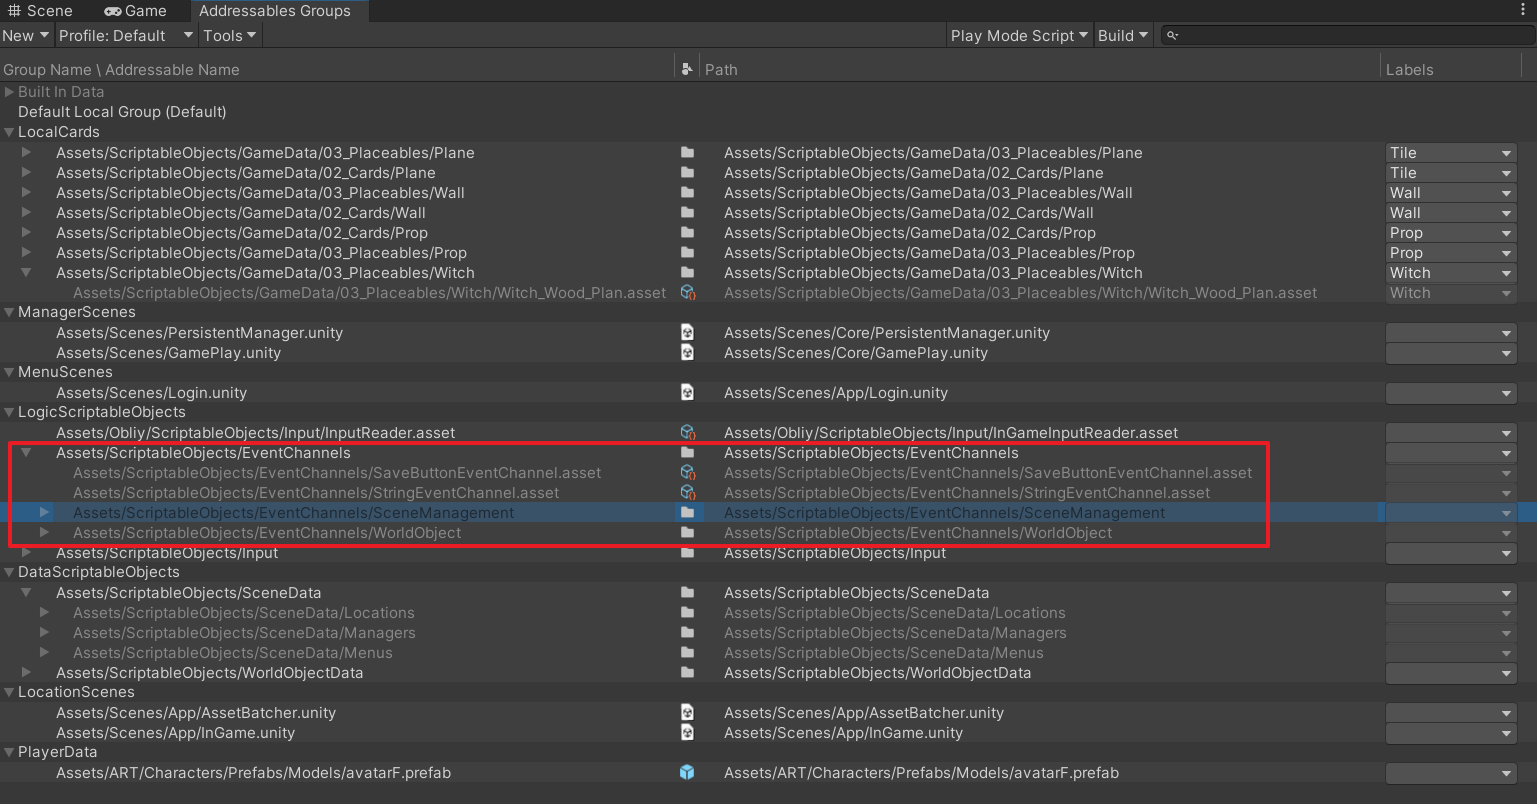 Scene Game Addressables Groups
New Profile: Default Tools Play Mode Script Build
Group Name \ Addressable Name Path Labels
Built In Data
Default Local Group (Default)
LocalCards
Assets/ScriptableObjects/GameData/03_Placeables/Plane Assets/ScriptableObjects/GameData/03_Placeables/Plane Tile
Assets/ScriptableObjects/GameData/02_Cards/Plane Assets/ScriptableObjects/GameData/02_Cards/Plane Tile
Assets/ScriptableObjects/GameData/03_Placeables/Wall Assets/ScriptableObjects/GameData/03_Placeables/Wall Wall
Assets/ScriptableObjects/GameData/02_Cards/Wall Assets/ScriptableObjects/GameData/02_Cards/Wall Wall
Assets/ScriptableObjects/GameData/02_Cards/Prop Assets/ScriptableObjects/GameData/02_Cards/Prop Prop
Assets/ScriptableObjects/GameData/03_Placeables/Prop Assets/ScriptableObjects/GameData/03_Placeables/Prop Prop
Assets/ScriptableObjects/GameData/03_Placeables/Witch Assets/ScriptableObjects/GameData/03_Placeables/Witch Witch
Assets/ScriptableObjects/GameData/03_Placeables/Witch/Witch_Wood_Plan.asset Assets/ScriptableObjects/GameData/03_Placeables/Witch/Witch_Wood_Plan.asset Witch
ManagerScenes
Assets/Scenes/PersistentManager.unity Assets/Scenes/Core/PersistentManager.unity
Assets/Scenes/GamePlay.unity Assets/Scenes/Core/GamePlay.unity
MenuScenes
Assets/Scenes/Login.unity Assets/Scenes/App/Login.unity
LogicScriptableObjects
Assets/Obliy/ScriptableObjects/Input/InputReader.asset Assets/Obliy/ScriptableObjects/Input/InGameInputReader.asset
Assets/ScriptableObjects/EventChannels Assets/ScriptableObjects/EventChannels
Assets/ScriptableObjects/EventChannels/SaveButtonEventChannel.asset Assets/ScriptableObjects/EventChannels/SaveButtonEventChannel.asset
Assets/ScriptableObjects/EventChannels/StringEventChannel.asset Assets/ScriptableObjects/EventChannels/StringEventChannel.asset
Assets/ScriptableObjects/EventChannels/SceneManagement Assets/ScriptableObjects/EventChannels/SceneManagement
Assets/ScriptableObjects/EventChannels/WorldObject Assets/ScriptableObjects/EventChannels/WorldObject
Assets/ScriptableObjects/Input Assets/ScriptableObjects/Input
DataScriptableObjects
Assets/ScriptableObjects/SceneData Assets/ScriptableObjects/SceneData
Assets/ScriptableObjects/SceneData/Locations Assets/ScriptableObjects/SceneData/Locations
Assets/ScriptableObjects/SceneData/Managers Assets/ScriptableObjects/SceneData/Managers
Assets/ScriptableObjects/SceneData/Menus Assets/ScriptableObjects/SceneData/Menus
Assets/ScriptableObjects/WorldObjectData Assets/ScriptableObjects/WorldObjectData
LocationScenes
Assets/Scenes/App/AssetBatcher.unity Assets/Scenes/App/AssetBatcher.unity
Assets/Scenes/App/InGame.unity Assets/Scenes/App/InGame.unity
PlayerData
Assets/ART/Characters/Prefabs/Models/avatarF.prefab Assets/ART/Characters/Prefabs/Models/avatarF.prefab